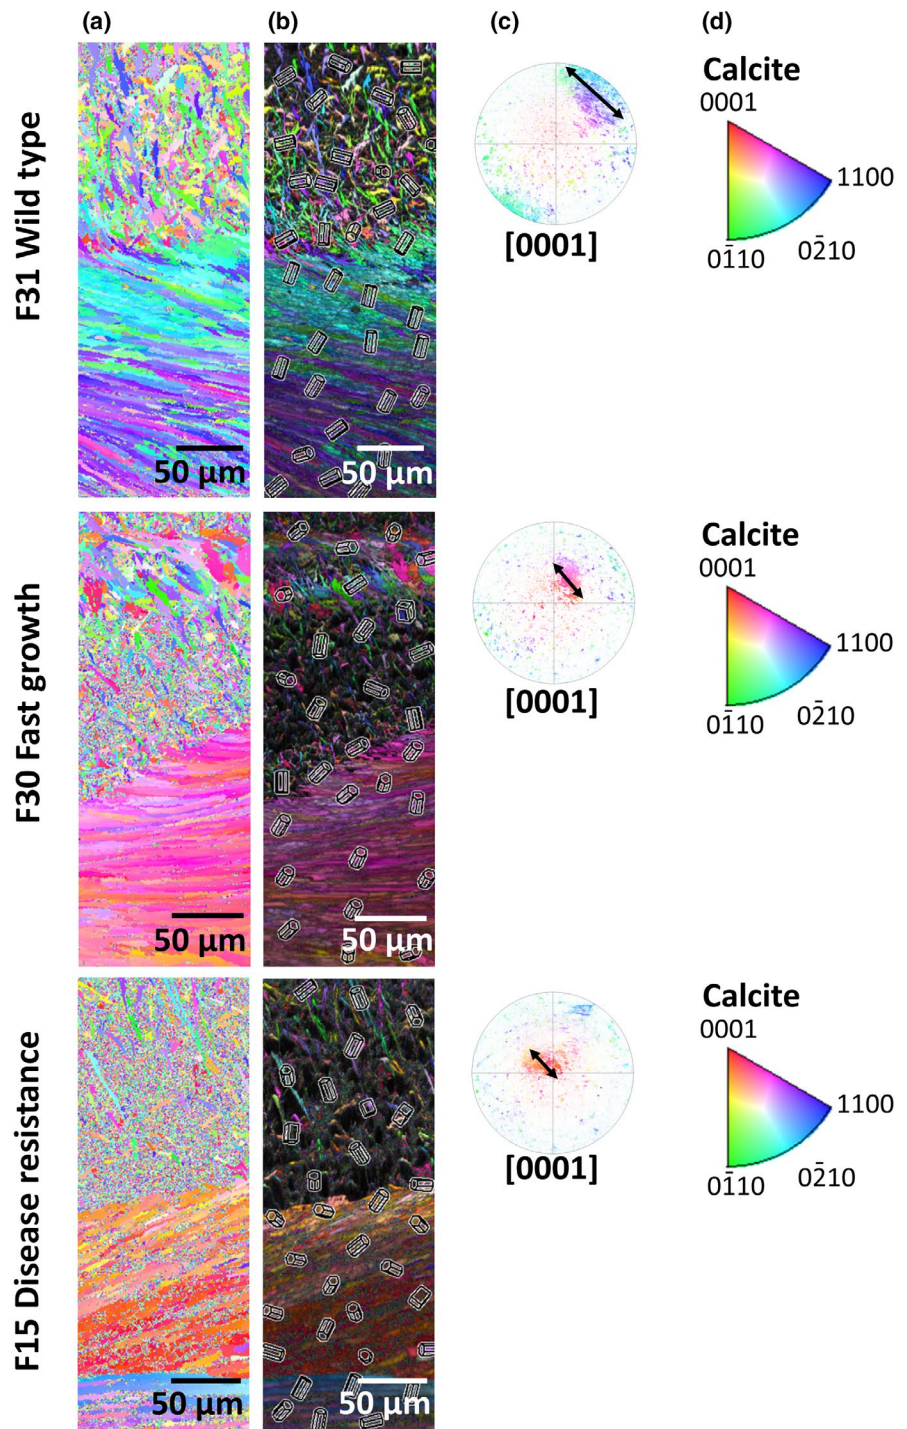 (a) (b) (c) (d)
F31 Wild type
50 µm
50 µm
[0001]
Calcite
0001
1100
01̄10
02̄10
F30 Fast growth
50 µm
50 µm
[0001]
Calcite
0001
1100
01̄10
02̄10
F15 Disease resistance
50 µm
50 µm
[0001]
Calcite
0001
1100
01̄10
02̄10